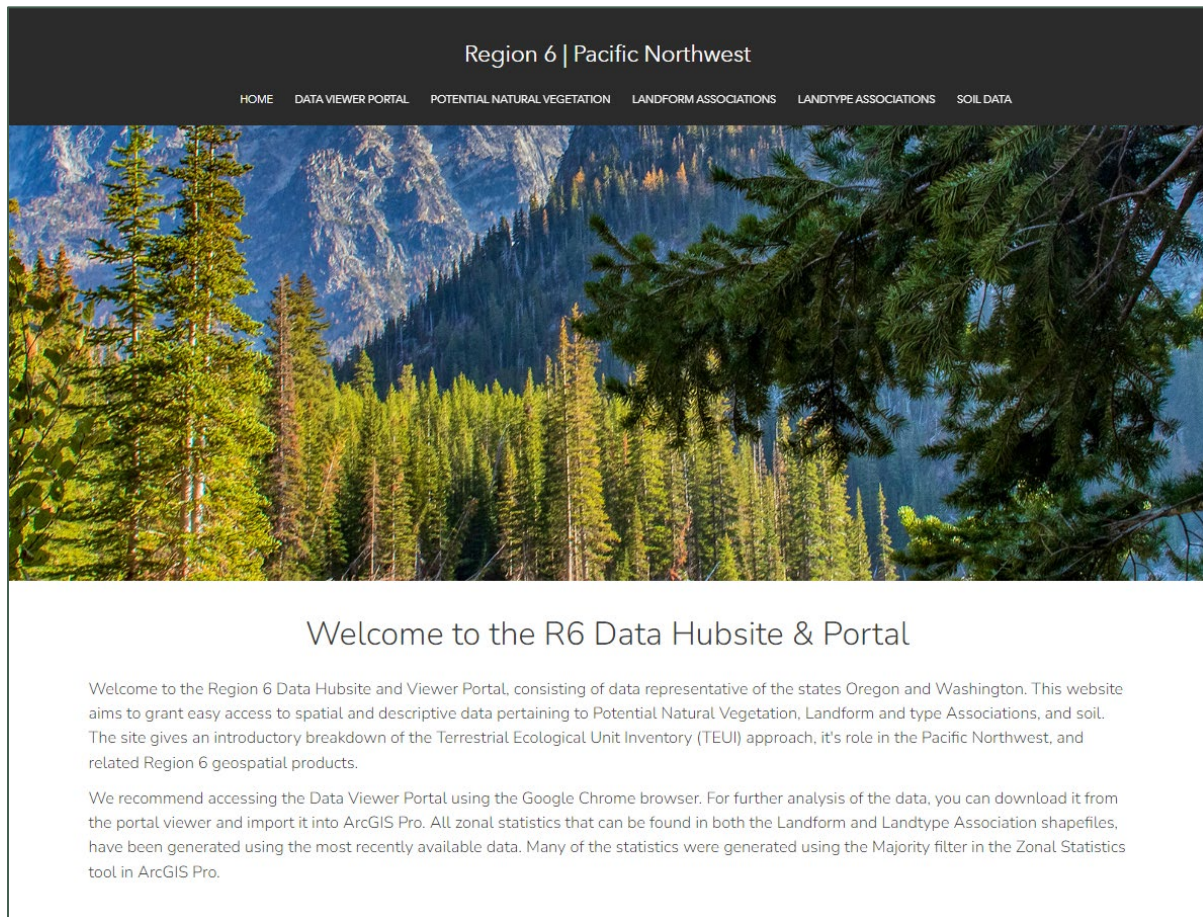 Region 6 | Pacific Northwest
HOME DATA VIEWER PORTAL POTENTIAL NATURAL VEGETATION LANDFORM ASSOCIATIONS LANDTYPE ASSOCIATIONS SOIL DATA
Welcome to the R6 Data Hubsite & Portal
Welcome to the Region 6 Data Hubsite and Viewer Portal, consisting of data representative of the states Oregon and Washington. This website
aims to grant easy access to spatial and descriptive data pertaining to Potential Natural Vegetation, Landform and type Associations, and soil.
The site gives an introductory breakdown of the Terrestrial Ecological Unit Inventory (TEUI) approach, it's role in the Pacific Northwest, and
related Region 6 geospatial products.
We recommend accessing the Data Viewer Portal using the Google Chrome browser. For further analysis of the data, you can download it from
the portal viewer and import it into ArcGIS Pro. All zonal statistics that can be found in both the Landform and Landtype Association shapefiles,
have been generated using the most recently available data. Many of the statistics were generated using the Majority filter in the Zonal Statistics
tool in ArcGIS Pro.